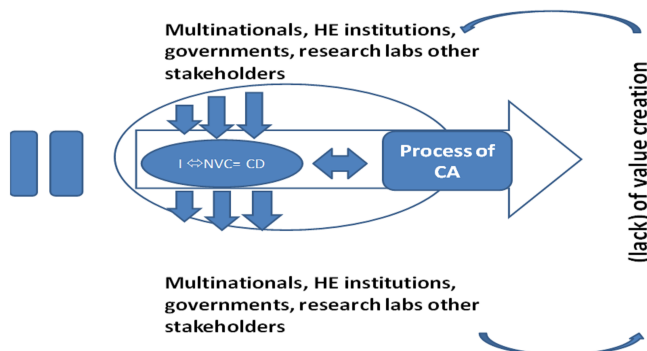 Multinationals, HE institutions,
governments, research labs other
stakeholders
I ⇔NVC= CD
Process of
CA
(lack) of value creation
Multinationals, HE institutions,
governments, research labs other
stakeholders